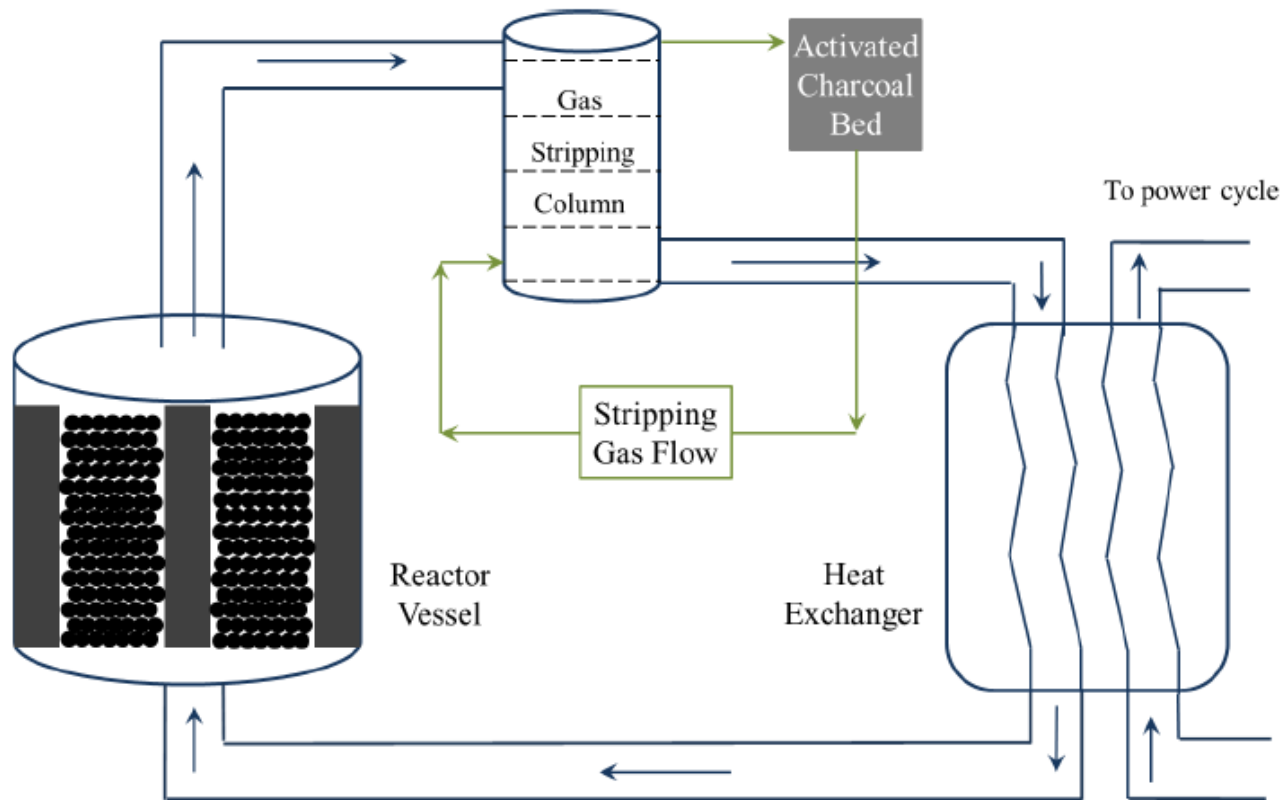 Activated
Charcoal
Bed
Gas
Stripping
Column
To power cycle
Stripping
Gas Flow
Reactor
Vessel
Heat
Exchanger